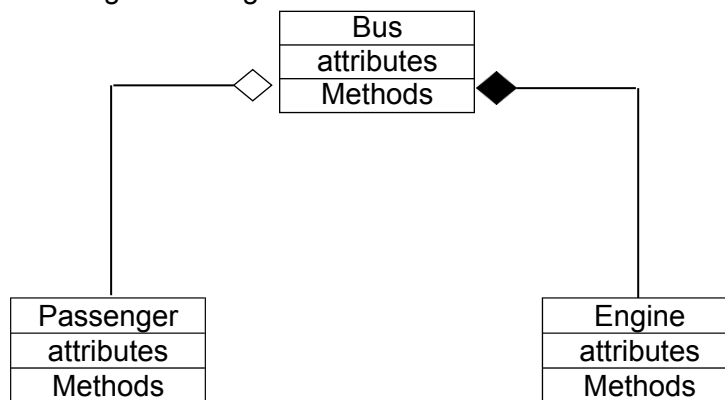 Bus
attributes
Methods
Passenger
attributes
Methods
Engine
attributes
Methods